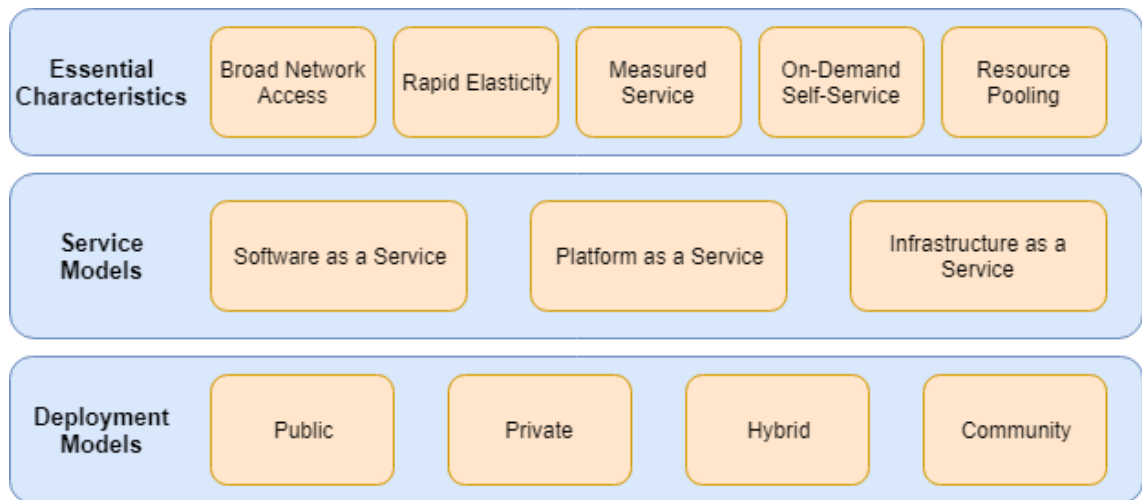 Essential
Characteristics
Broad Network
Access
Rapid Elasticity
Measured
Service
On-Demand
Self-Service
Resource
Pooling
Service
Models
Software as a Service
Platform as a Service
Infrastructure as a
Service
Deployment
Models
Public
Private
Hybrid
Community